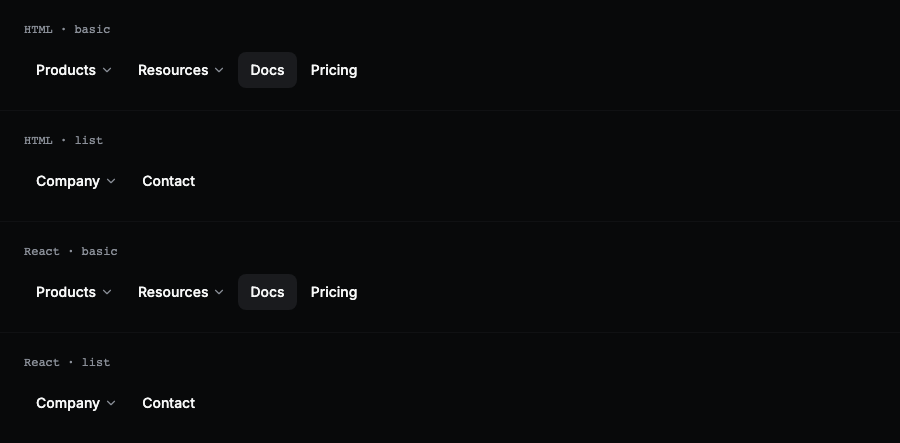 HTML · basic
Products Resources Docs Pricing
HTML · list
Company Contact
React · basic
Products Resources Docs Pricing
React · list
Company Contact